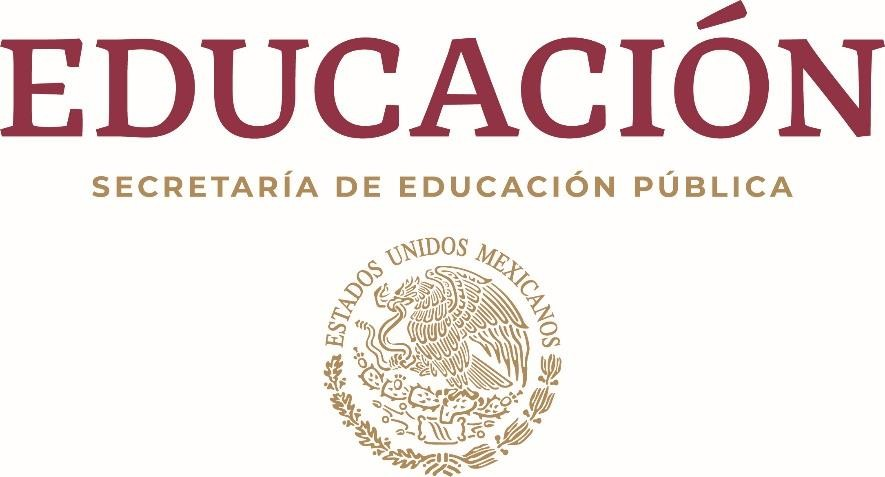 EDUCACIÓN
SECRETARÍA DE EDUCACIÓN PÚBLICA
ESTADOS UNIDOS MEXICANOS